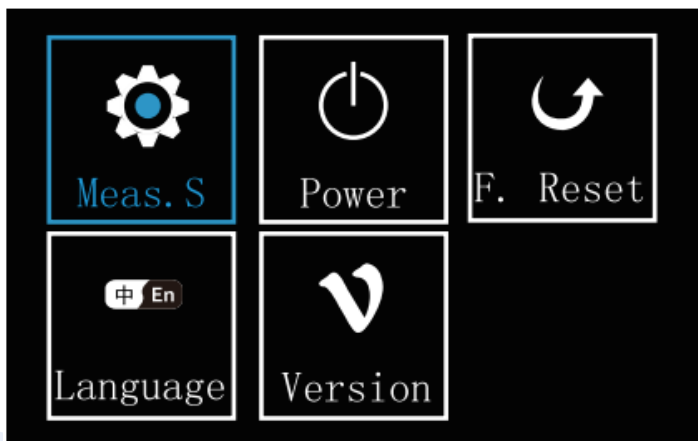 Meas.S
Power
F. Reset
中 En
Language
Version